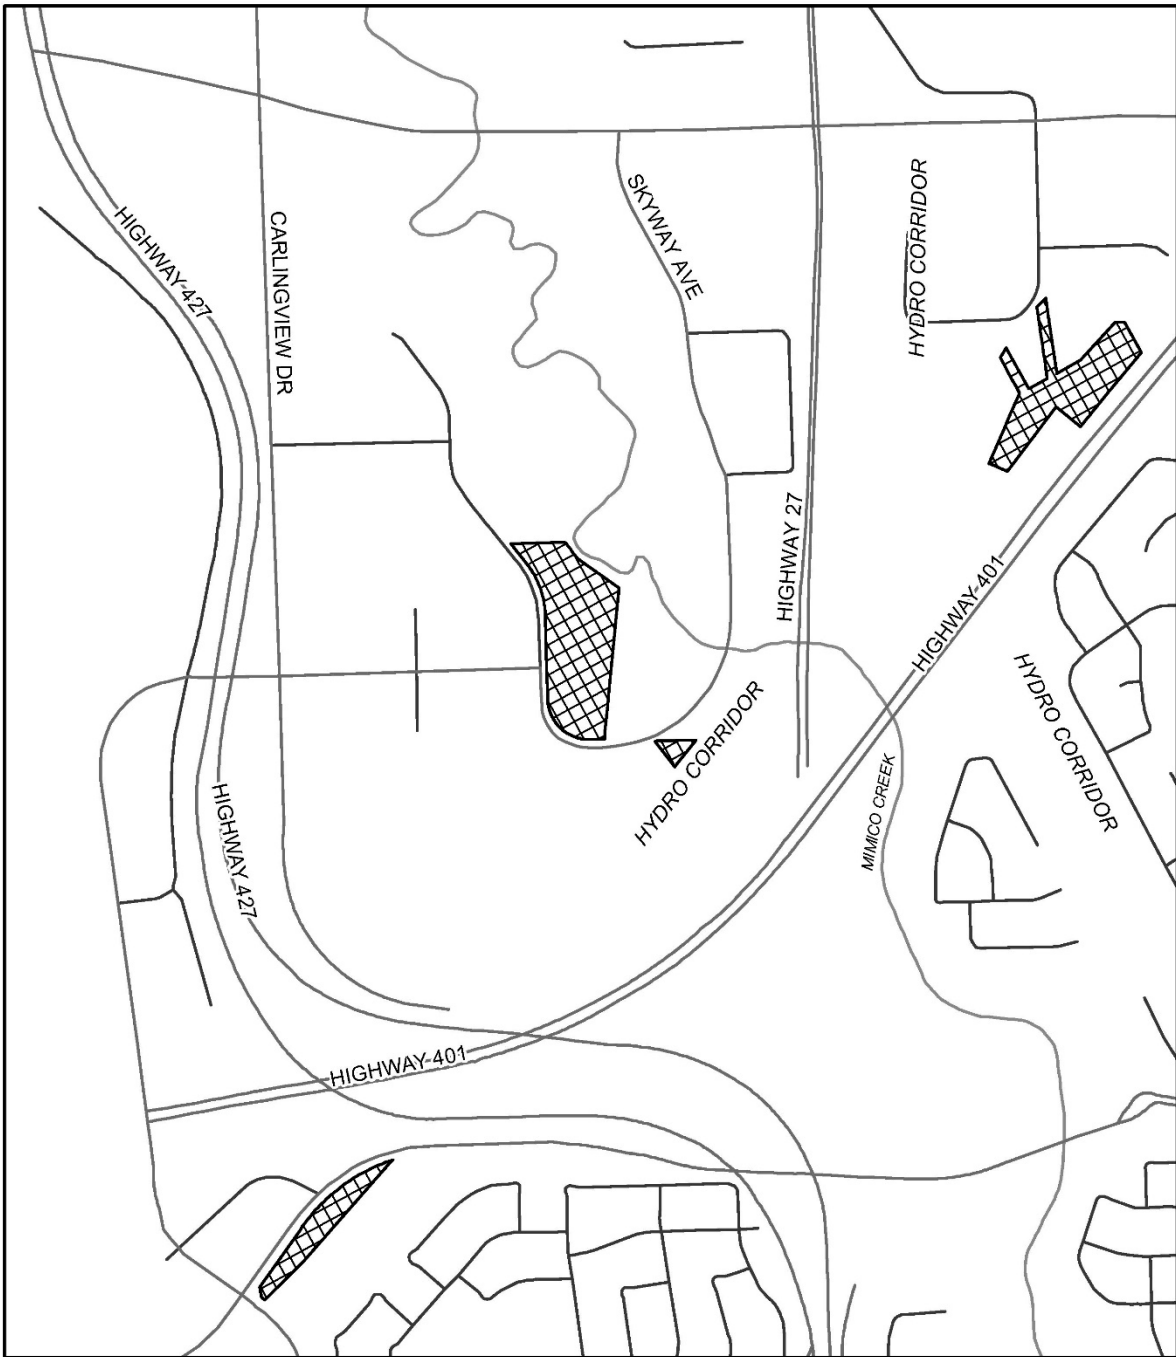 HIGHWAY 427
CARLINGVIEW DR
SKYWAY AVE
HYDRO CORRIDOR
HIGHWAY 27
HIGHWAY 401
HYDRO CORRIDOR
HYDRO CORRIDOR
MIMICO CREEK
HIGHWAY 427
HIGHWAY 401